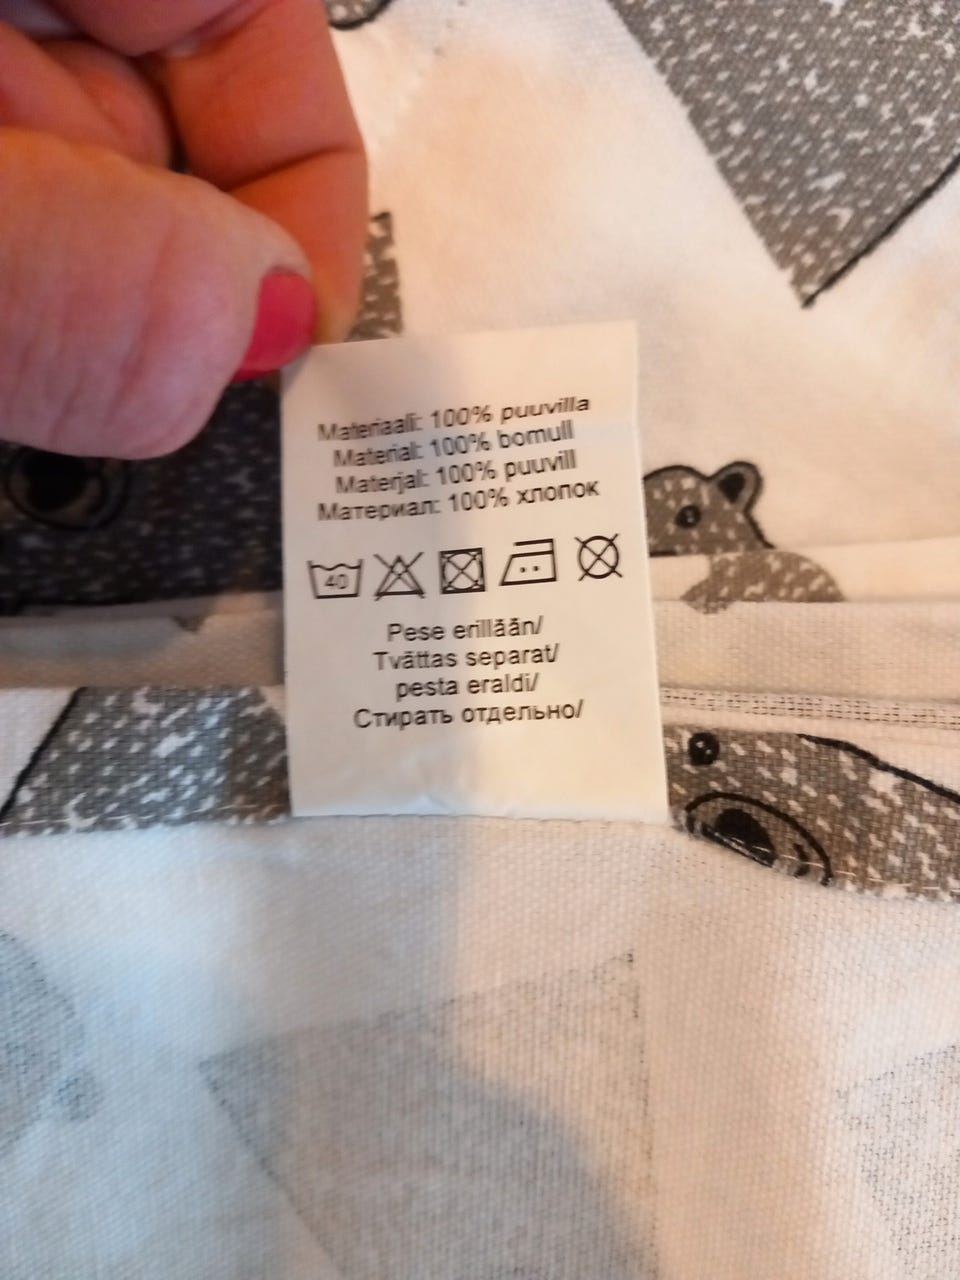 Materiaali: 100% puuvilla
Material: 100% bomull
Materjal: 100% puuvill
Материал: 100% хлопок
40
Pese erillään/
Tvättas separat/
pesta eraldi/
Стирать отдельно/